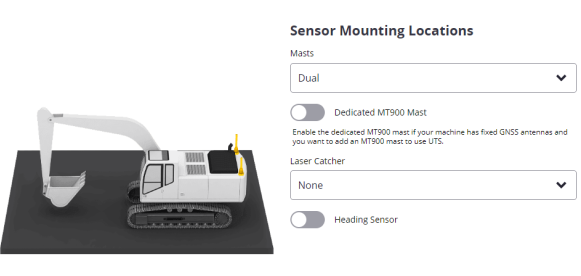 Sensor Mounting Locations
Masts
Dual
Dedicated MT900 Mast
Enable the dedicated MT900 mast if your machine has fixed GNSS antennas and
you want to add an MT900 mast to use UTS.
Laser Catcher
None
Heading Sensor